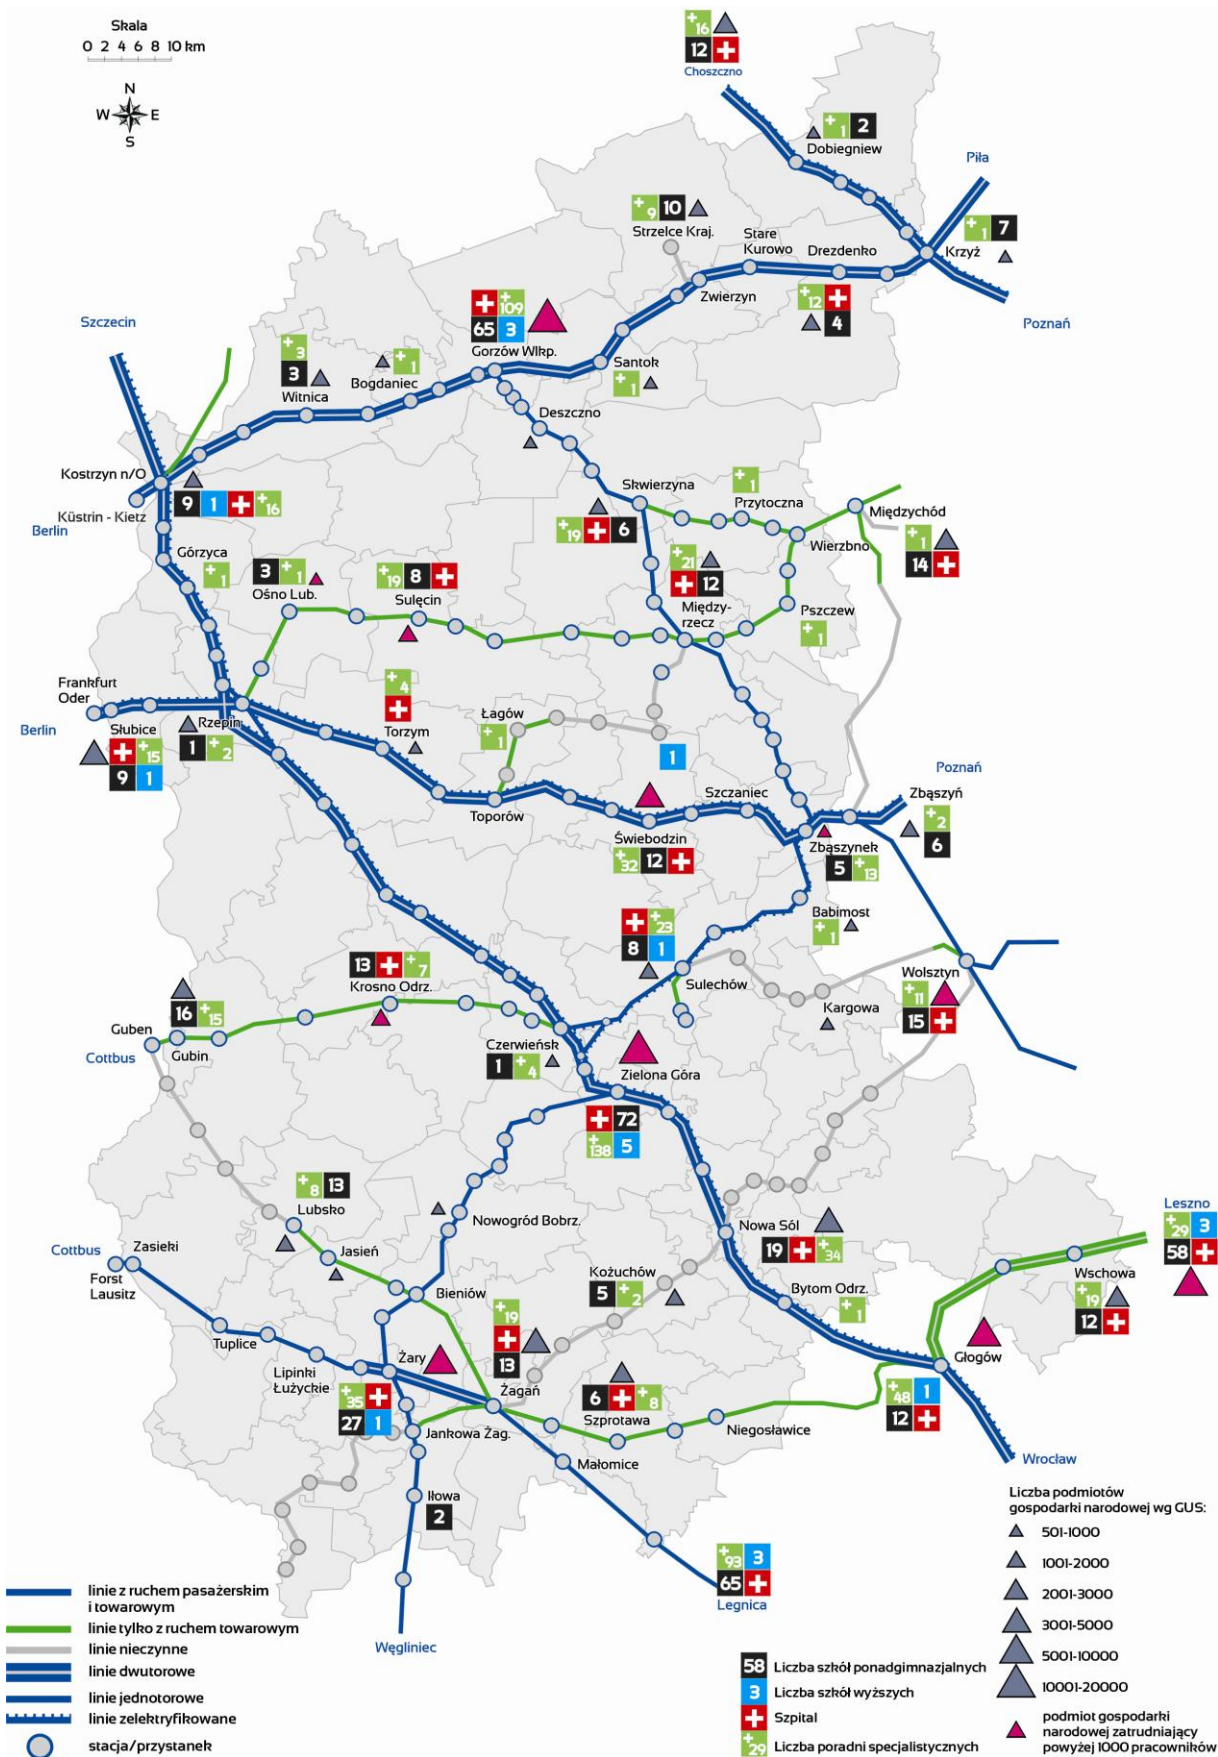 Skala
0 2 4 6 8 10 km
N
W E
S
16
12
Choszczno
1 2
Dobiegniew
Piła
1 7
Krzyż
9 10
Strzelce Kraj.
Stare
Kurowo
Drezdenko
Zwierzyn
12
4
Poznań
Szczecin
109
65 3
Gorzów Wlkp.
3
3
Witnica
1
Bogdaniec
Santok
1
Deszczno
Kostrzyn n/O
9 1 16
Küstrin - Kietz
Berlin
Skwierzyna
19 6
1
Przytoczna
Międzychód
1
14
Wierzbno
Górzyca
1
3 1
Ośno Lub.
19 8
Sulęcin
21
12
Między-
rzecz
Pszczew
1
Frankfurt
Oder
Berlin
Słubice
15
9 1
Rzepin
1 2
4
Torzym
Łagów
1
1
Toporów
Szczaniec
Świebodzin
32 12
Poznań
Zbąszyń
2
6
Zbąszynek
5 13
Babimost
1
23
8 1
Sulechów
Kargowa
Wolsztyn
11
15
13 7
Krosno Odrz.
16 15
Guben
Gubin
Cottbus
Czerwieńsk
1 4
Zielona Góra
72
138 5
8 13
Lubsko
Jasień
Nowogród Bobrz.
Nowa Sól
19 34
Leszno
29 3
58
Cottbus
Zasieki
Forst
Lausitz
Bieniów
Kożuchów
5 2
Bytom Odrz.
1
Wschowa
19
12
Tuplice
Lipinki
Łużyckie
Żary
35
27 1
19
13
Żagań
6 8
Szprotawa
Głogów
48 1
12
Jankowa Żag.
Niegosławice
Małomice
Iłowa
2
Wrocław
93 3
65
Legnica
Węgliniec
linie z ruchem pasażerskim
i towarowym
linie tylko z ruchem towarowym
linie nieczynne
linie dwutorowe
linie jednotorowe
linie zelektryfikowane
stacja/przystanek
58 Liczba szkół ponadgimnazjalnych
3 Liczba szkół wyższych
Szpital
29 Liczba poradni specjalistycznych
Liczba podmiotów
gospodarki narodowej wg GUS:
501-1000
1001-2000
2001-3000
3001-5000
5001-10000
10001-20000
podmiot gospodarki
narodowej zatrudniający
powyżej 1000 pracowników